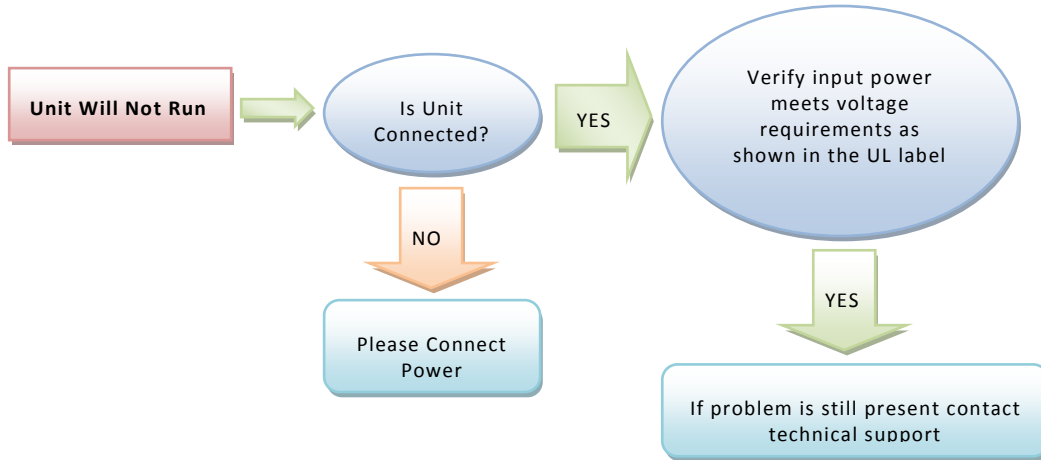 Unit Will Not Run
Is Unit
Connected?
YES
Verify input power
meets voltage
requirements as
shown in the UL label
NO
YES
Please Connect
Power
If problem is still present contact
technical support